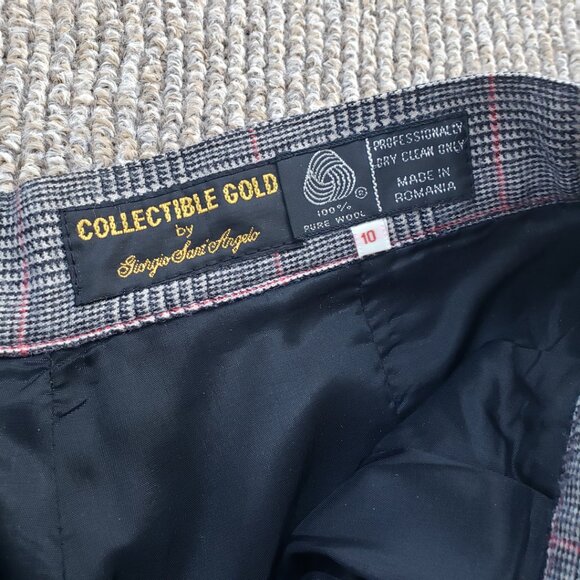 COLLECTIBLE GOLD
by
Giorgio Sant' Angelo
100%
PURE WOOL
®
PROFESSIONALLY
DRY CLEAN ONLY
MADE IN
ROMANIA
10